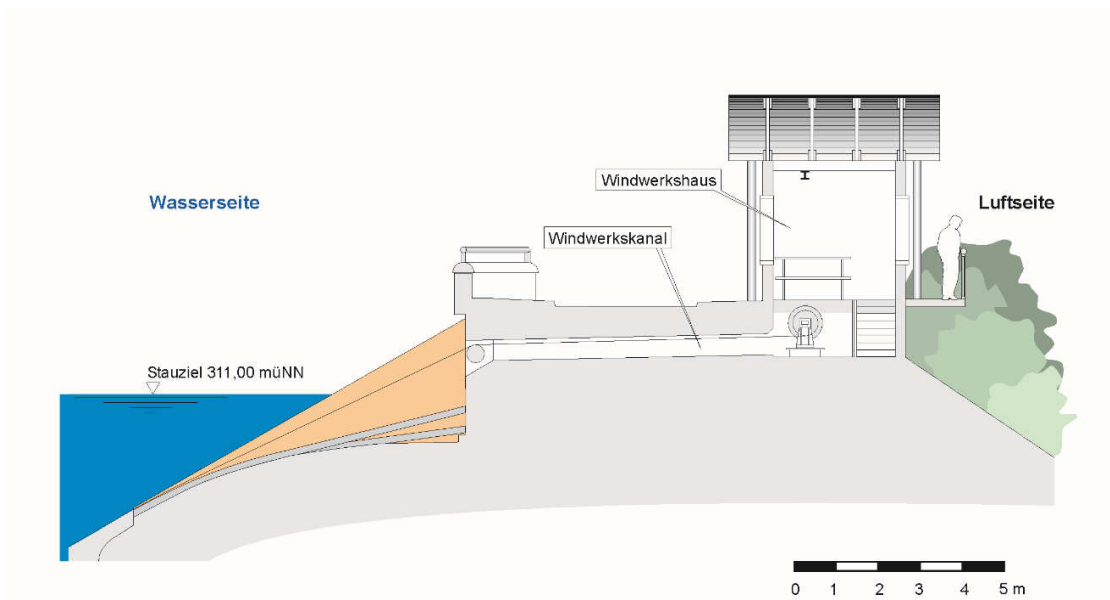 Windwerkshaus
Wasserseite
Luftseite
Windwerkskanal
Stauziel 311,00 müNN
0 1 2 3 4 5 m